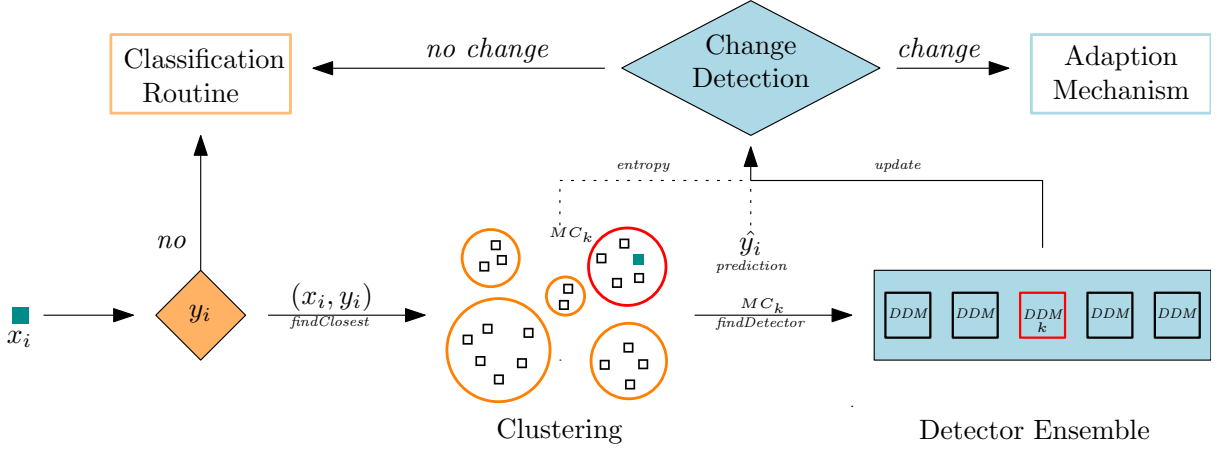 Classification
Routine
no change
Change
Detection
change
Adaption
Mechanism
entropy
update
no
MC_k
ŷ_i
prediction
x_i
y_i
(x_i, y_i)
findClosest
MC_k
findDetector
DDM
DDM
DDM
k
DDM
DDM
Clustering
Detector Ensemble